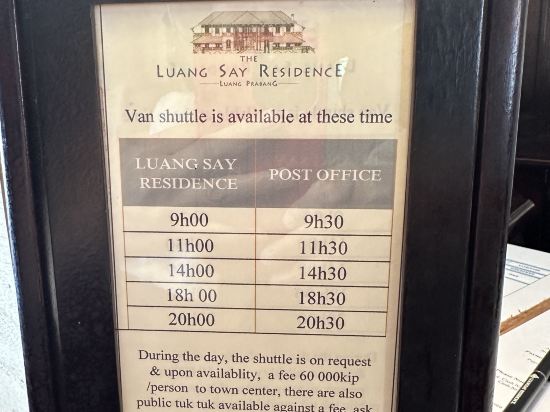 THE
LUANG SAY RESIDENCE
LUANG PRABANG
Van shuttle is available at these time
LUANG SAY RESIDENCE POST OFFICE
9h00 9h30
11h00 11h30
14h00 14h30
18h 00 18h30
20h00 20h30
During the day, the shuttle is on request
& upon availablity, a fee 60 000kip
/person to town center, there are also
public tuk tuk available against a fee, ask